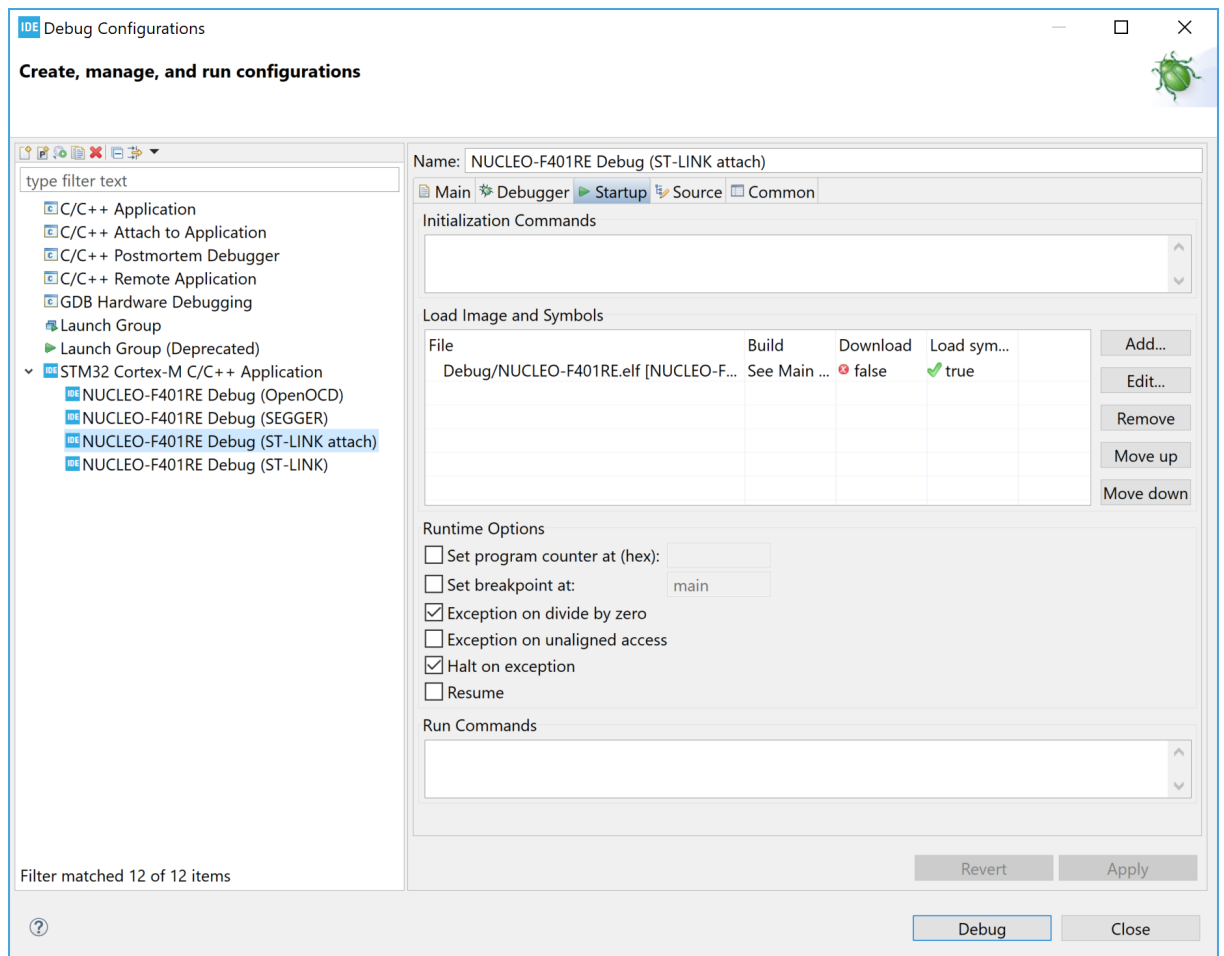 IDE Debug Configurations
Create, manage, and run configurations
type filter text
C/C++ Application
C/C++ Attach to Application
C/C++ Postmortem Debugger
C/C++ Remote Application
GDB Hardware Debugging
Launch Group
Launch Group (Deprecated)
IDE STM32 Cortex-M C/C++ Application
IDE NUCLEO-F401RE Debug (OpenOCD)
IDE NUCLEO-F401RE Debug (SEGGER)
IDE NUCLEO-F401RE Debug (ST-LINK attach)
IDE NUCLEO-F401RE Debug (ST-LINK)
Filter matched 12 of 12 items
Name: NUCLEO-F401RE Debug (ST-LINK attach)
Main Debugger Startup Source Common
Initialization Commands
Load Image and Symbols
File Build Download Load sym...
Debug/NUCLEO-F401RE.elf [NUCLEO-F... See Main ... false true
Add...
Edit...
Remove
Move up
Move down
Runtime Options
Set program counter at (hex):
Set breakpoint at: main
Exception on divide by zero
Exception on unaligned access
Halt on exception
Resume
Run Commands
Revert Apply
? Debug Close